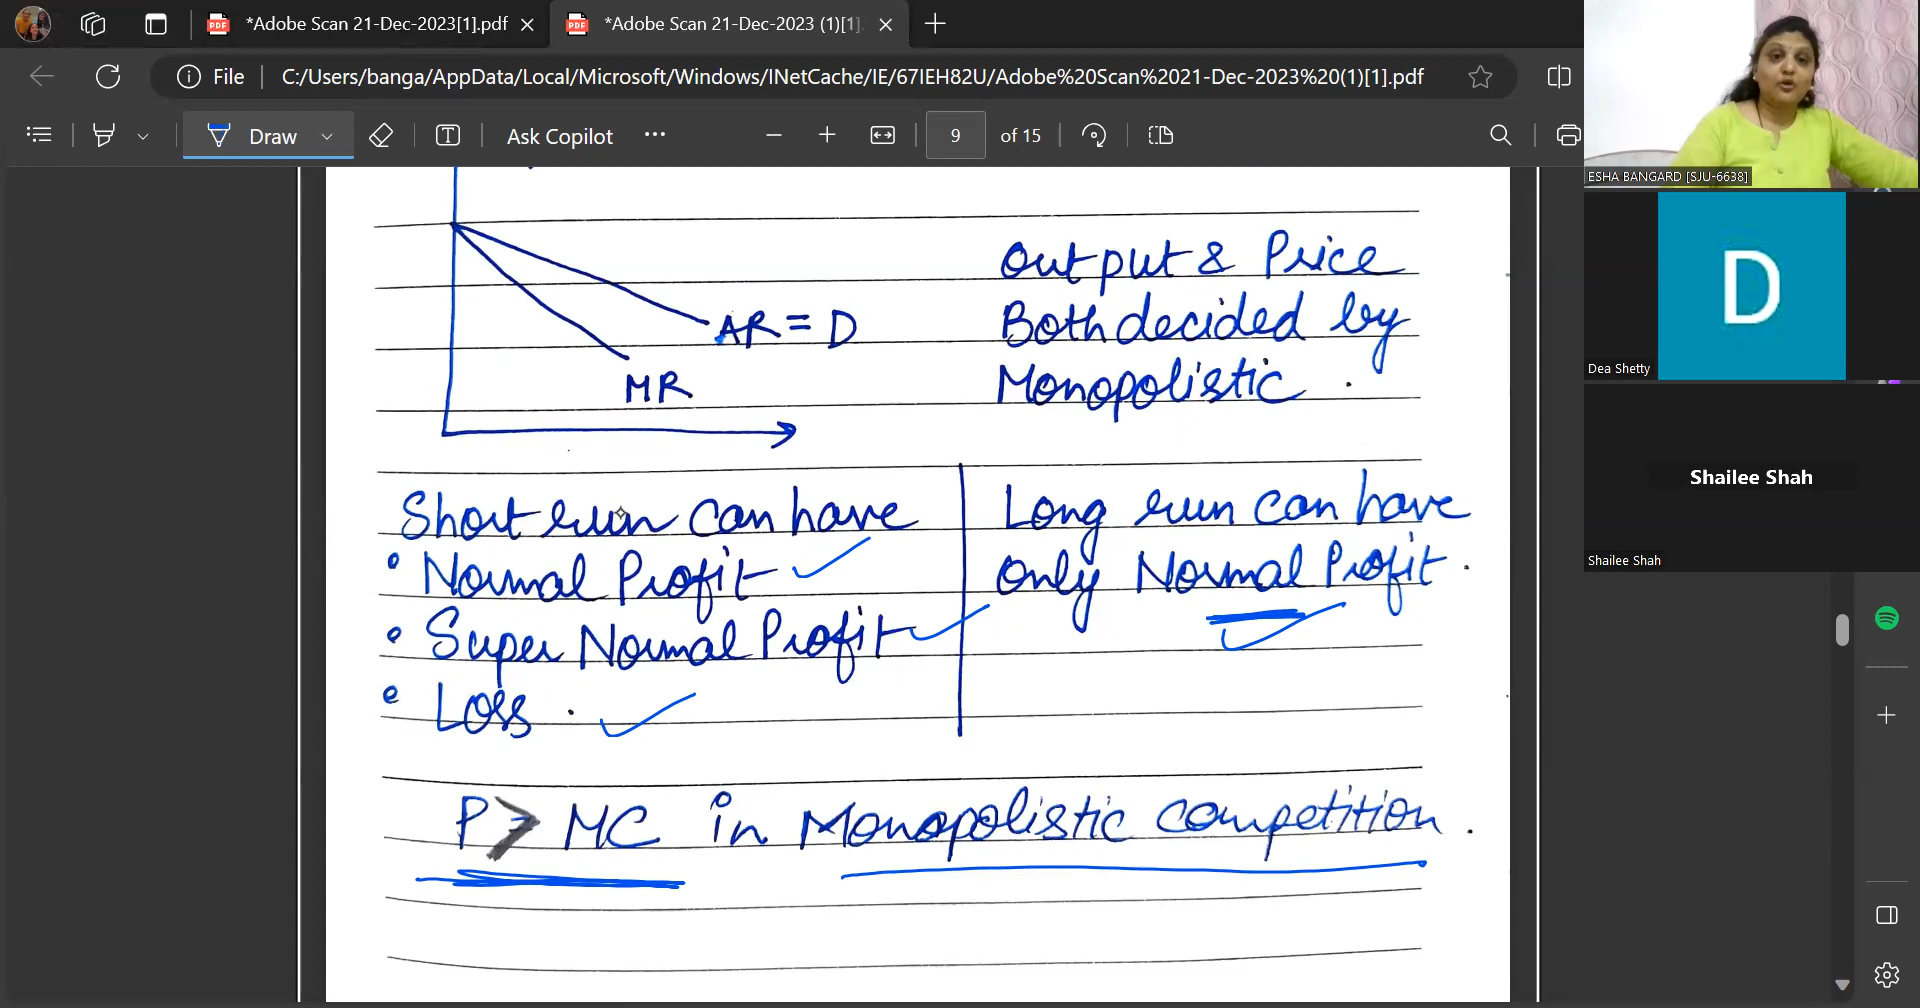 *Adobe Scan 21-Dec-2023[1].pdf
*Adobe Scan 21-Dec-2023 (1)[1].
File
C:/Users/banga/AppData/Local/Microsoft/Windows/INetCache/IE/67IEH82U/Adobe%20Scan%2021-Dec-2023%20(1)[1].pdf
Draw
Ask Copilot
9 of 15
ESHA BANGARD [SJU-6638]
D
Dea Shetty
Shailee Shah
Shailee Shah
AR = D
MR
Output & Price
Both decided by
Monopolistic.
Short run can have
• Normal Profit
• Super Normal Profit
• Loss.
Long run can have
only Normal Profit.
P > MC in Monopolistic competition.